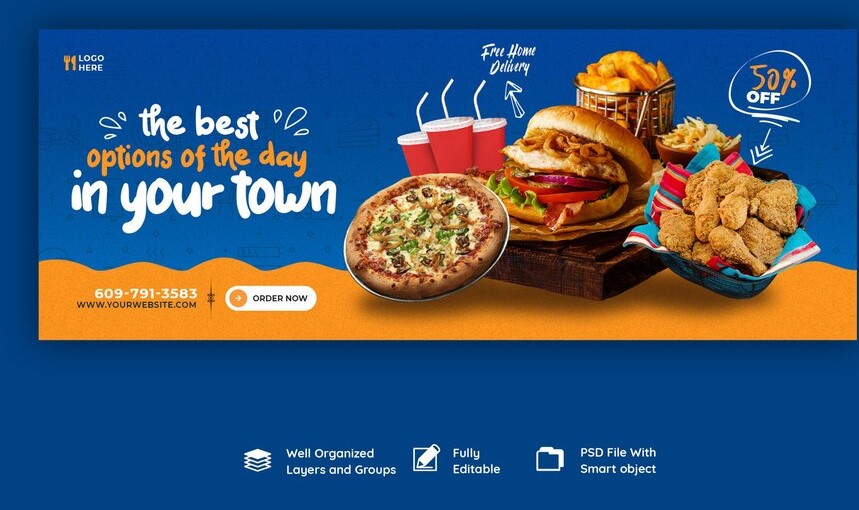 LOGO
HERE
Free Home
Delivery
50%
OFF
the best
options of the day
in your town
609-791-3583
WWW.YOURWEBSITE.COM
ORDER NOW
Well Organized
Layers and Groups
Fully
Editable
PSD File With
Smart object